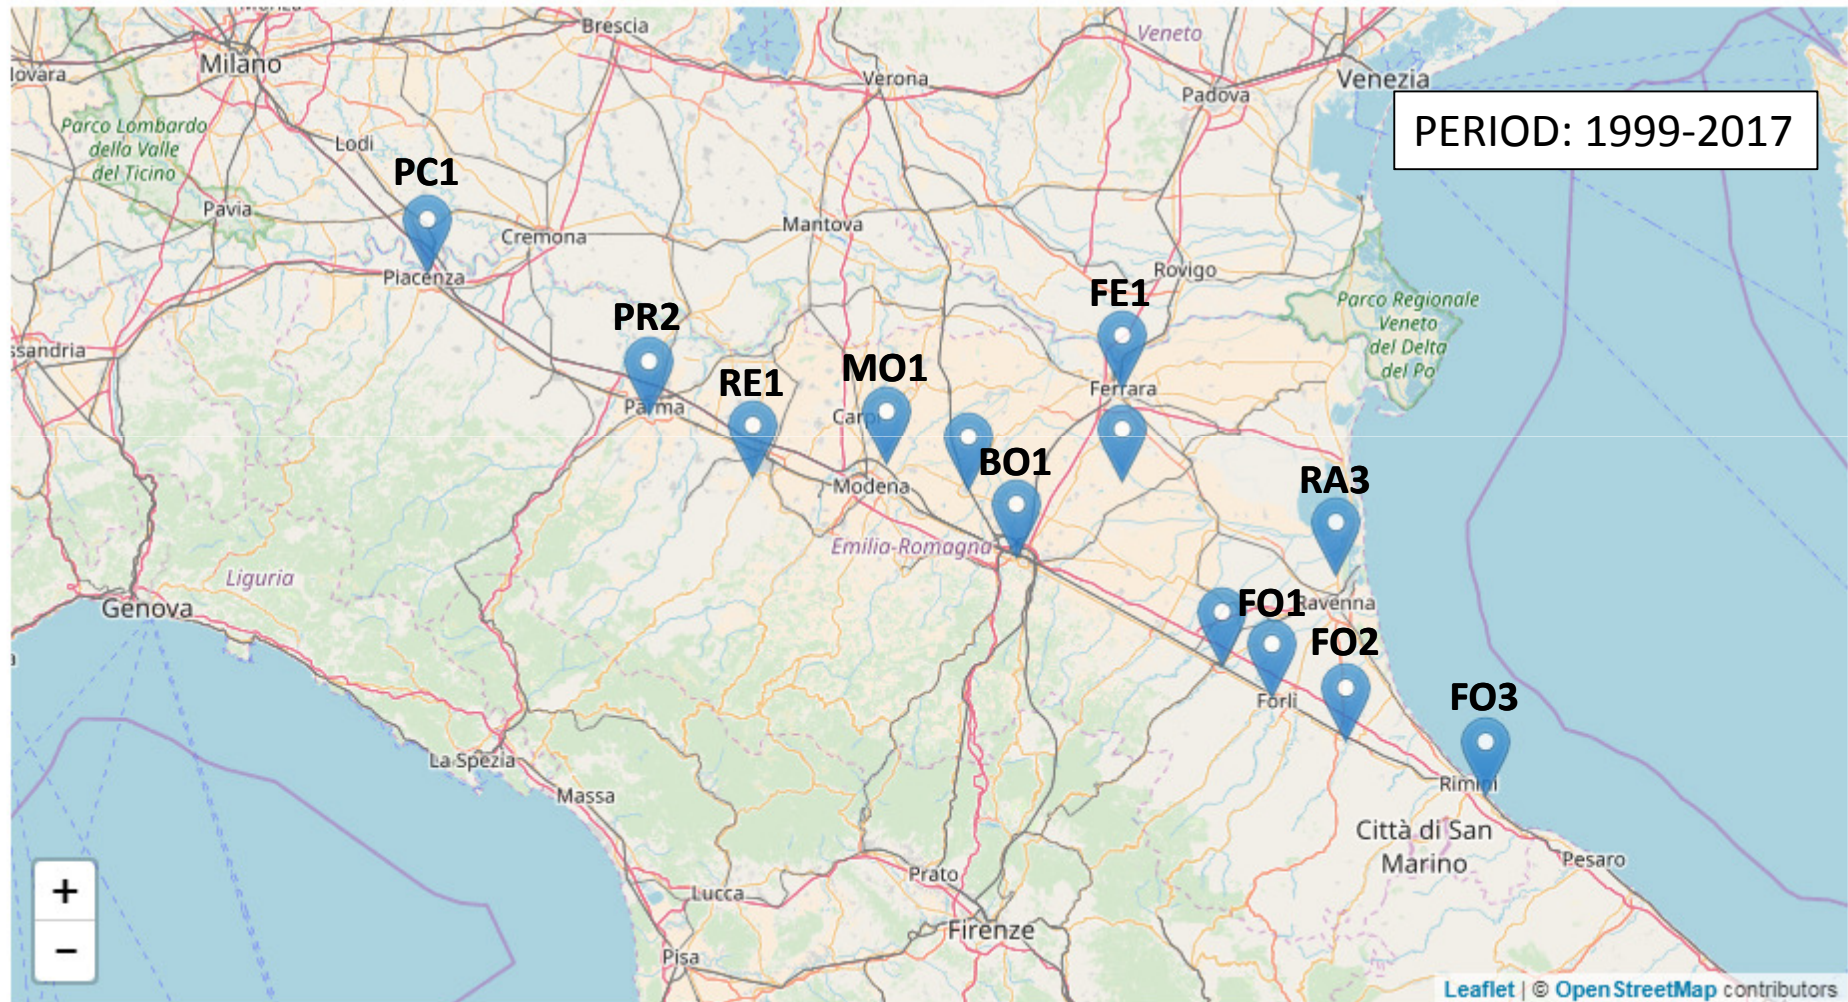 Brescia
Veneto
Milano
Verona
Venezia
Padova
PERIOD: 1999-2017
Parco Lombardo
della Valle
del Ticino
Lodi
PC1
Pavia
Cremona
Mantova
Piacenza
Rovigo
FE1
Parco Regionale
Veneto
del Delta
del Po
PR2
MO1
RE1
Ferrara
Parma
BO1
RA3
Modena
Emilia-Romagna
Liguria
Genova
FO1
Ravenna
FO2
Forlì
FO3
La Spezia
Rimini
Massa
Città di San
Marino
Pesaro
Prato
Lucca
Firenze
Pisa
+
−
Leaflet | © OpenStreetMap contributors